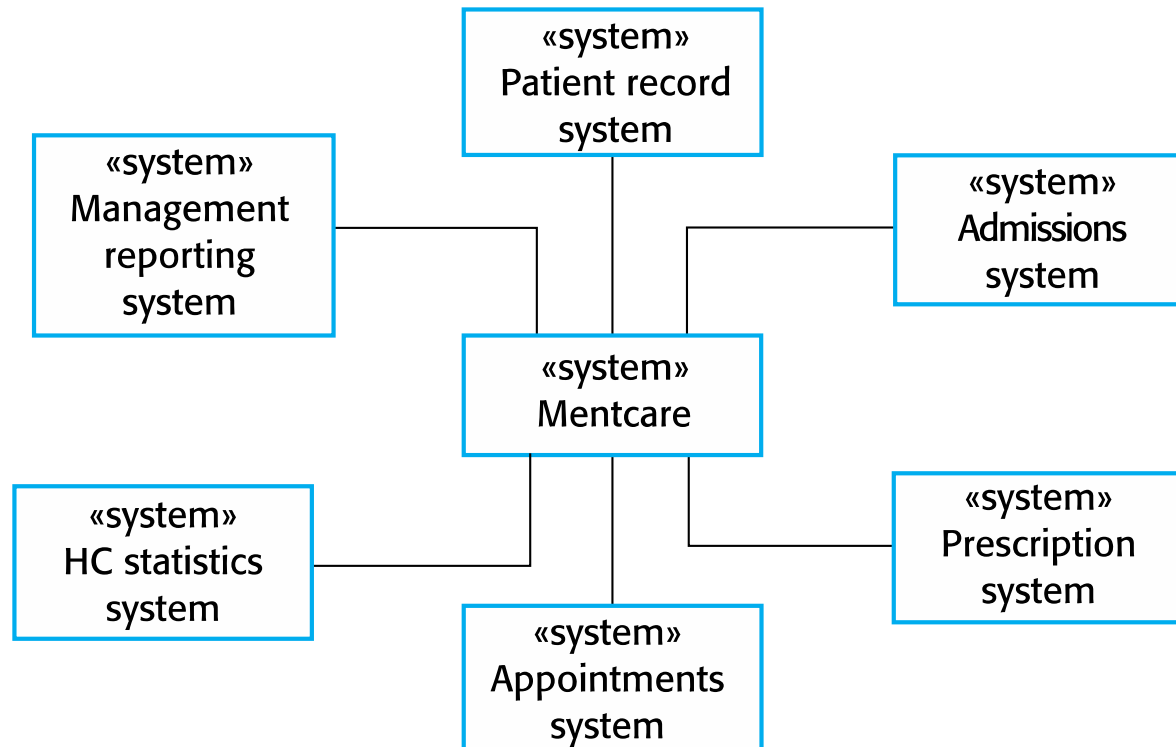 «system»
Patient record
system
«system»
Management
reporting
system
«system»
Admissions
system
«system»
Mentcare
«system»
HC statistics
system
«system»
Prescription
system
«system»
Appointments
system